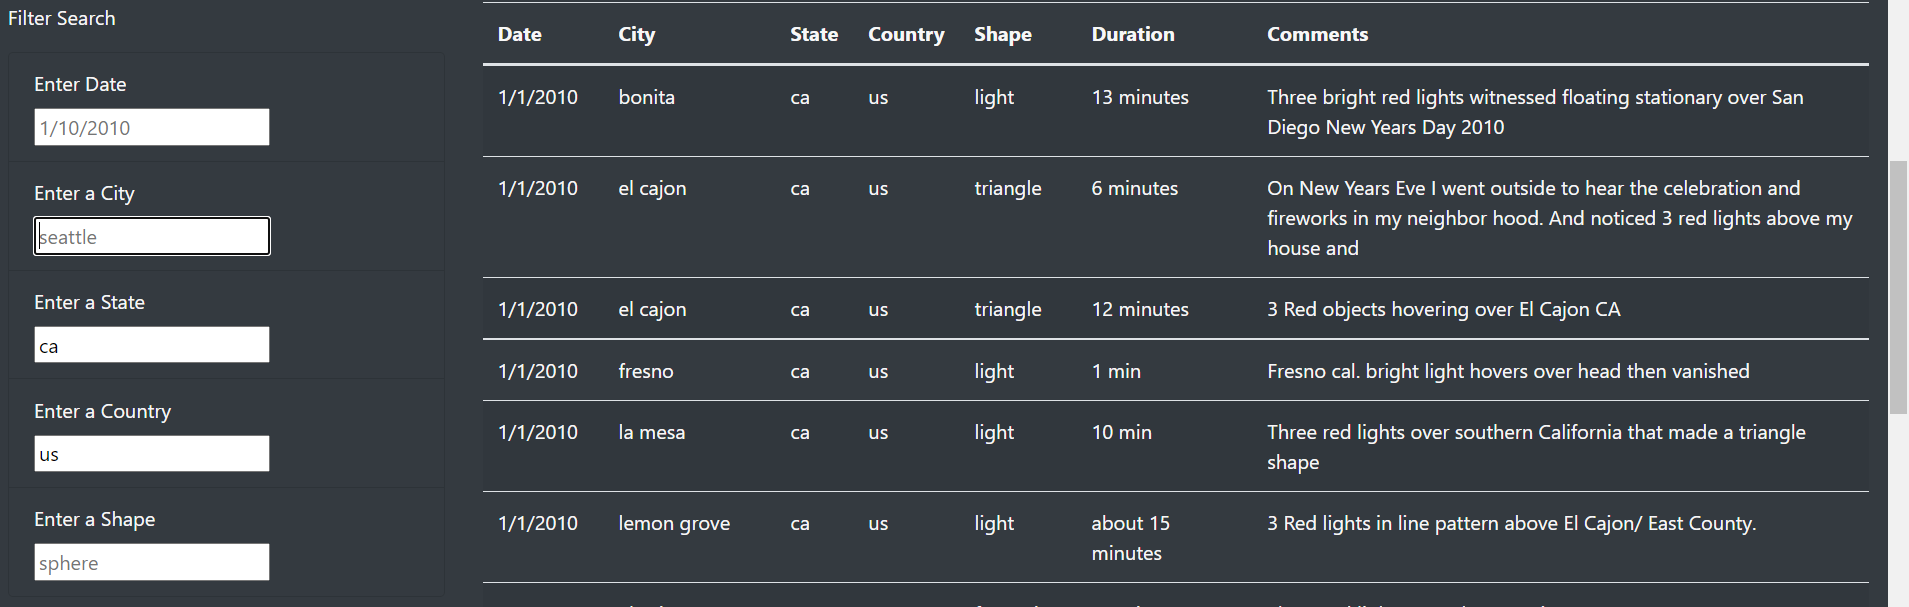 Filter Search
Enter Date
1/10/2010
Enter a City
seattle
Enter a State
ca
Enter a Country
us
Enter a Shape
sphere
Date City State Country Shape Duration Comments
1/1/2010 bonita ca us light 13 minutes Three bright red lights witnessed floating stationary over San
Diego New Years Day 2010
1/1/2010 el cajon ca us triangle 6 minutes On New Years Eve I went outside to hear the celebration and
fireworks in my neighbor hood. And noticed 3 red lights above my
house and
1/1/2010 el cajon ca us triangle 12 minutes 3 Red objects hovering over El Cajon CA
1/1/2010 fresno ca us light 1 min Fresno cal. bright light hovers over head then vanished
1/1/2010 la mesa ca us light 10 min Three red lights over southern California that made a triangle
shape
1/1/2010 lemon grove ca us light about 15 3 Red lights in line pattern above El Cajon/ East County.
minutes